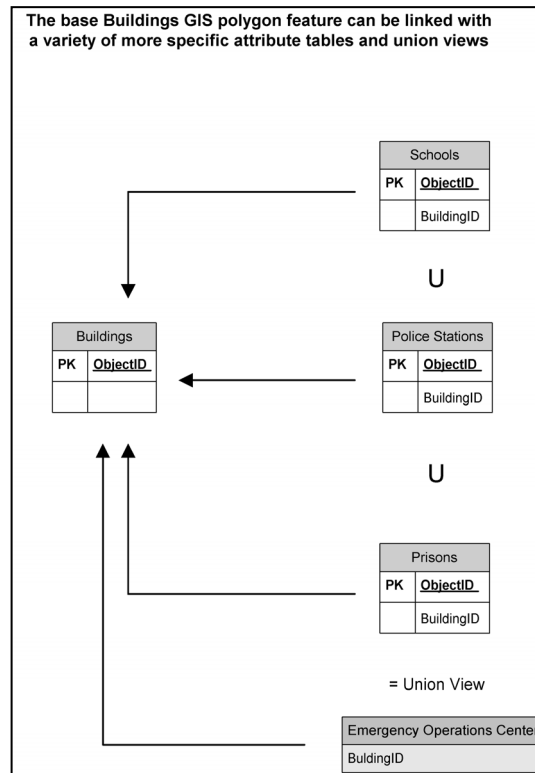 The base Buildings GIS polygon feature can be linked with
a variety of more specific attribute tables and union views
Schools
PK ObjectID
BuildingID
U
Buildings
PK ObjectID
Police Stations
PK ObjectID
BuildingID
U
Prisons
PK ObjectID
BuildingID
= Union View
Emergency Operations Center
BuldingID